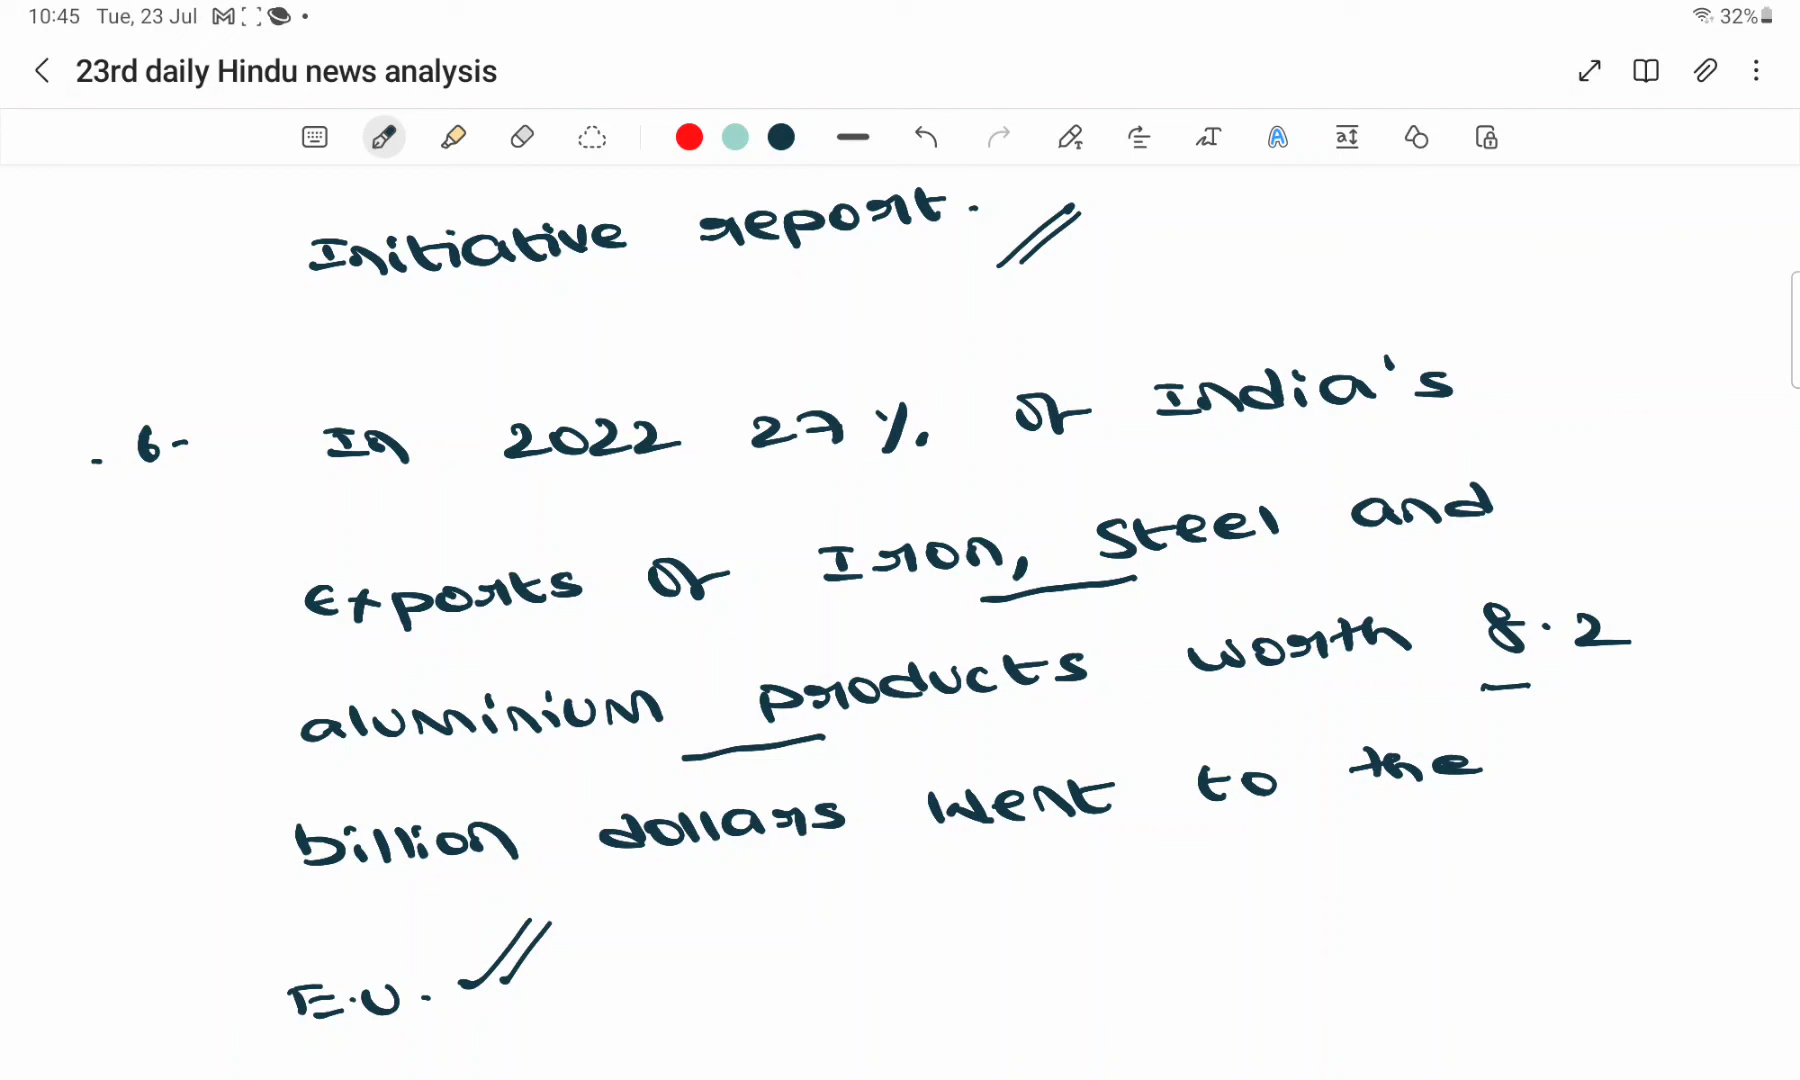 10:45 Tue, 23 Jul 32%
23rd daily Hindu news analysis
Initiative report.
6- In 2022 27% of India's
Exports of Iron, Steel and
aluminium products worth 8.2
billion dollars went to the
E.U.